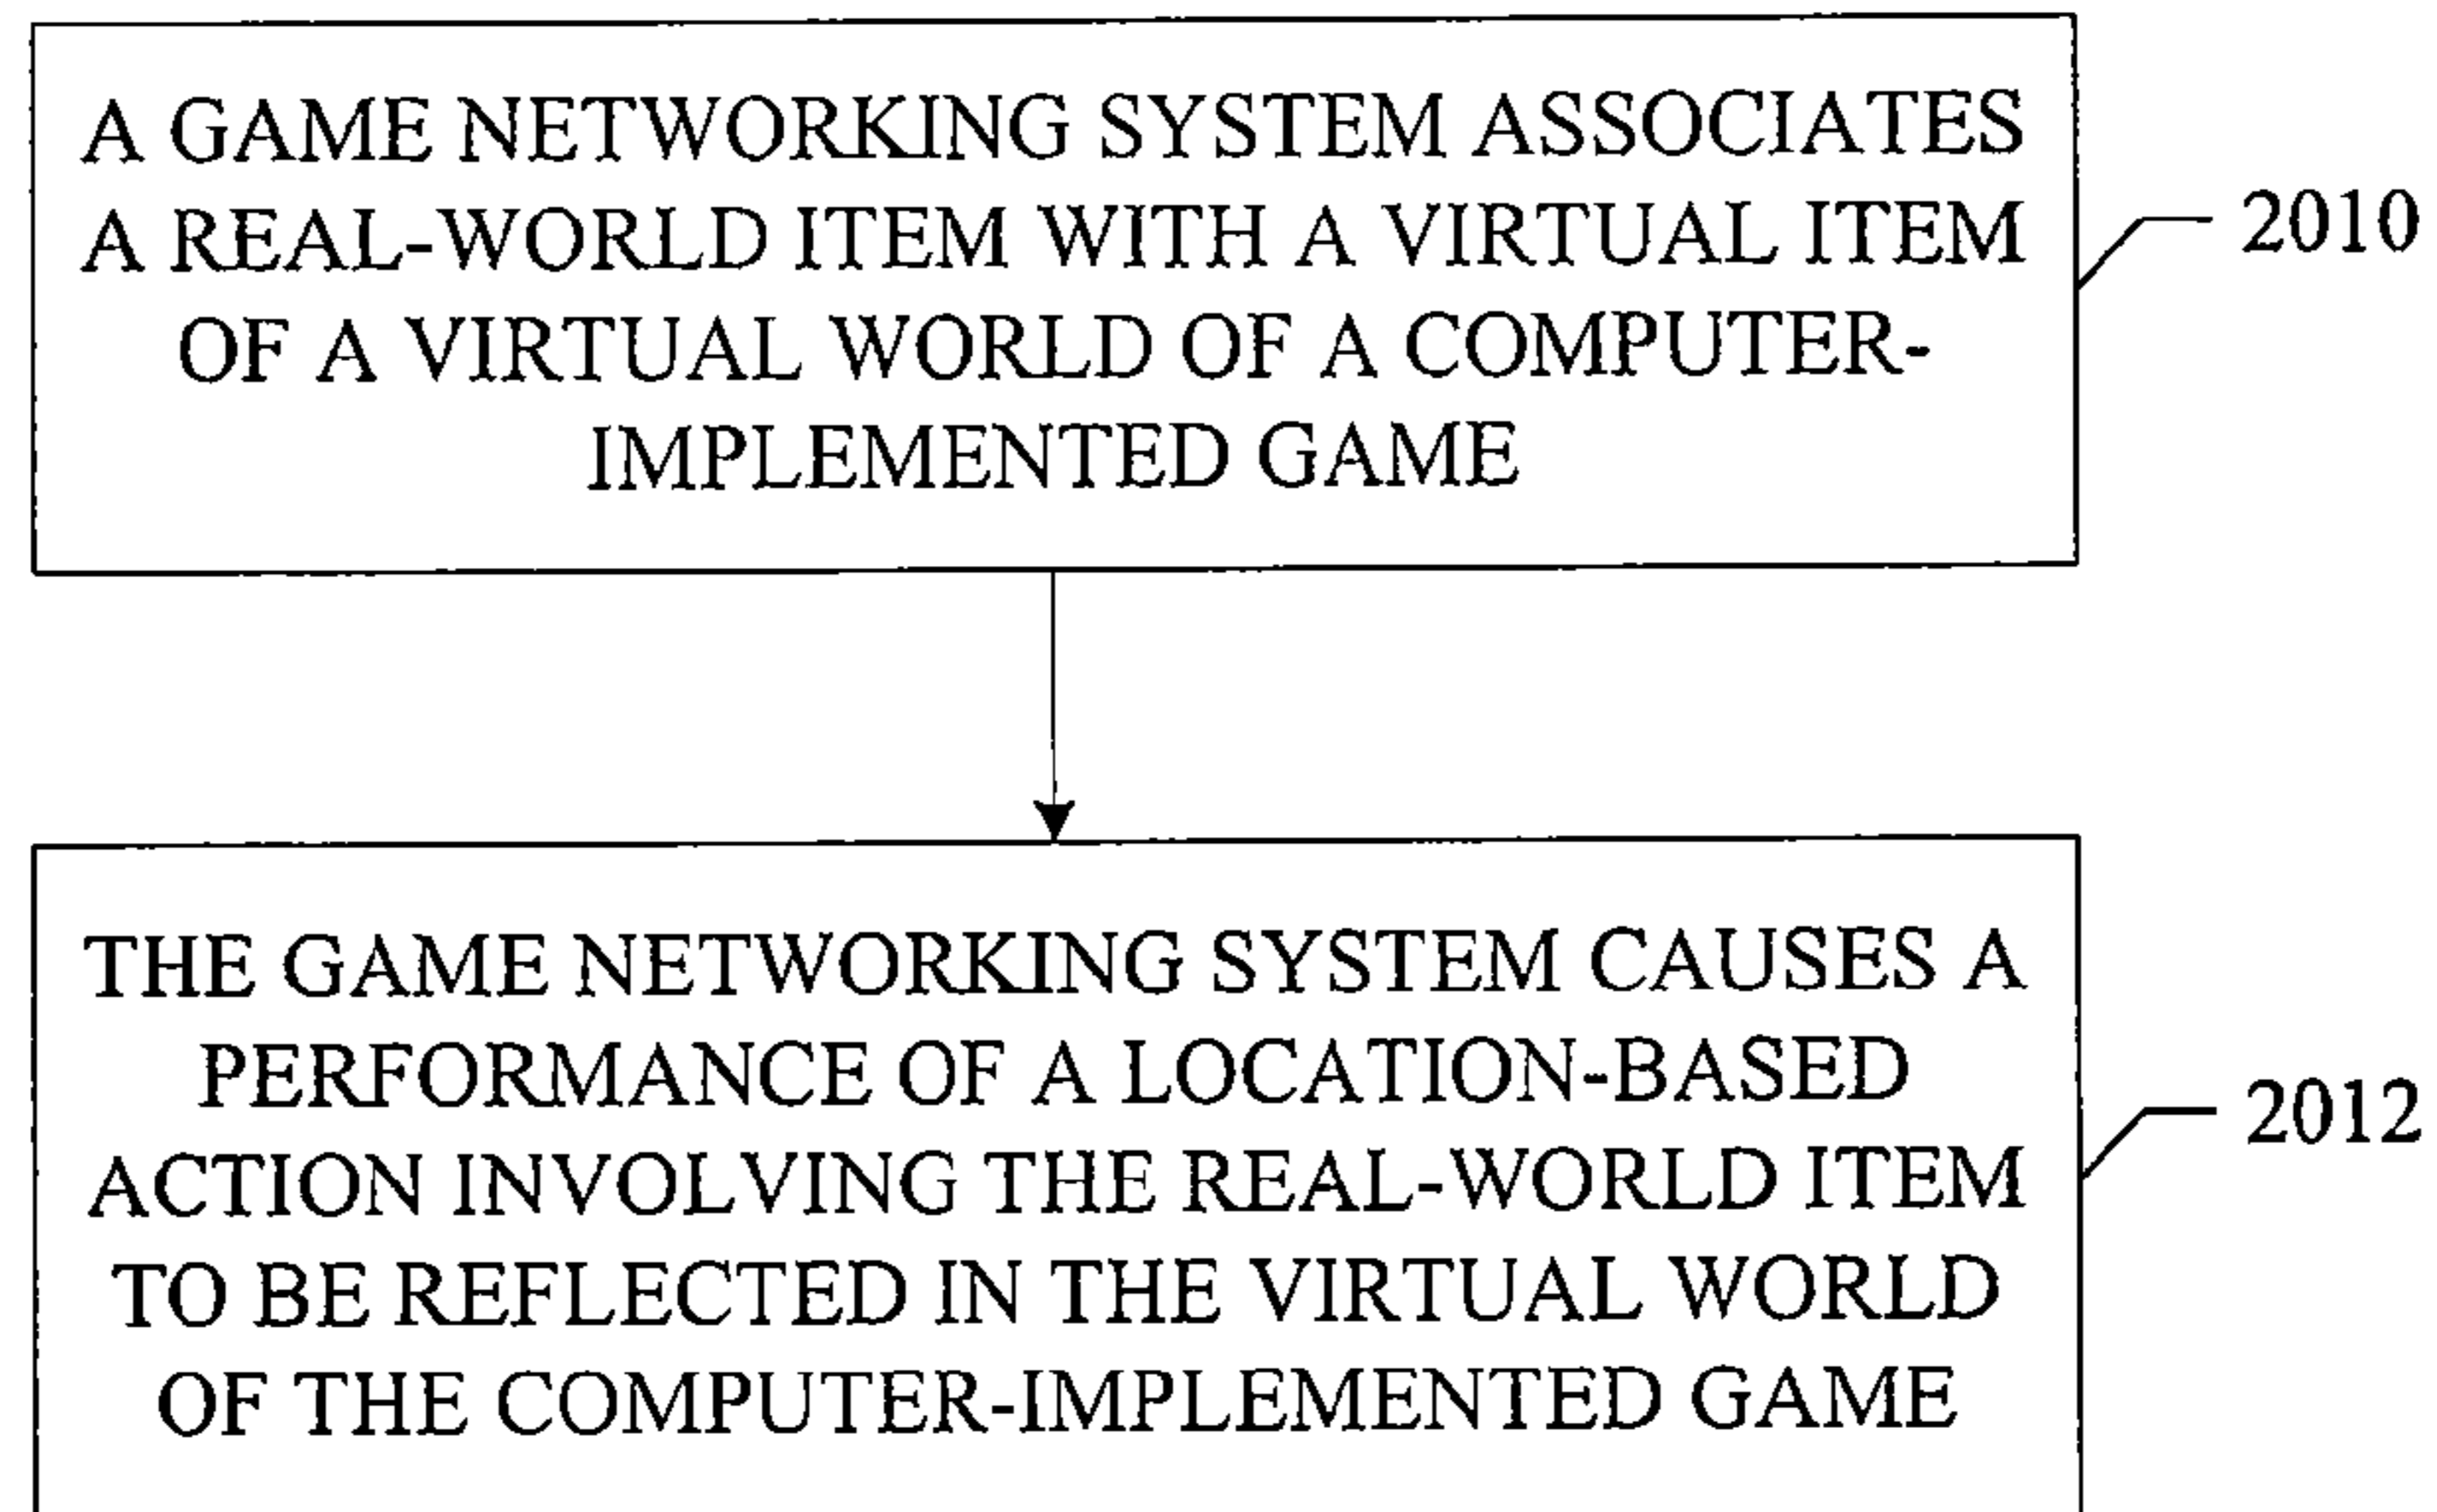 A GAME NETWORKING SYSTEM ASSOCIATES
A REAL-WORLD ITEM WITH A VIRTUAL ITEM
OF A VIRTUAL WORLD OF A COMPUTER-
IMPLEMENTED GAME
2010
THE GAME NETWORKING SYSTEM CAUSES A
PERFORMANCE OF A LOCATION-BASED
ACTION INVOLVING THE REAL-WORLD ITEM
TO BE REFLECTED IN THE VIRTUAL WORLD
OF THE COMPUTER-IMPLEMENTED GAME
2012